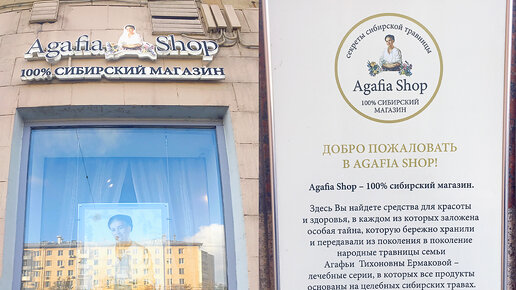 Agafia Shop
100% СИБИРСКИЙ МАГАЗИН
секреты сибирской травницы
Agafia Shop
100% СИБИРСКИЙ
МАГАЗИН
ДОБРО ПОЖАЛОВАТЬ
В AGAFIA SHOP!
Agafia Shop – 100% сибирский магазин.
Здесь Вы найдете средства для красоты
и здоровья, в каждом из которых заложена
особая тайна, которую бережно хранили
и передавали из поколения в поколение
народные травницы семьи
Агафьи Тихоновны Ермаковой –
лечебные серии, в которых все продукты
основаны на целебных сибирских травах.